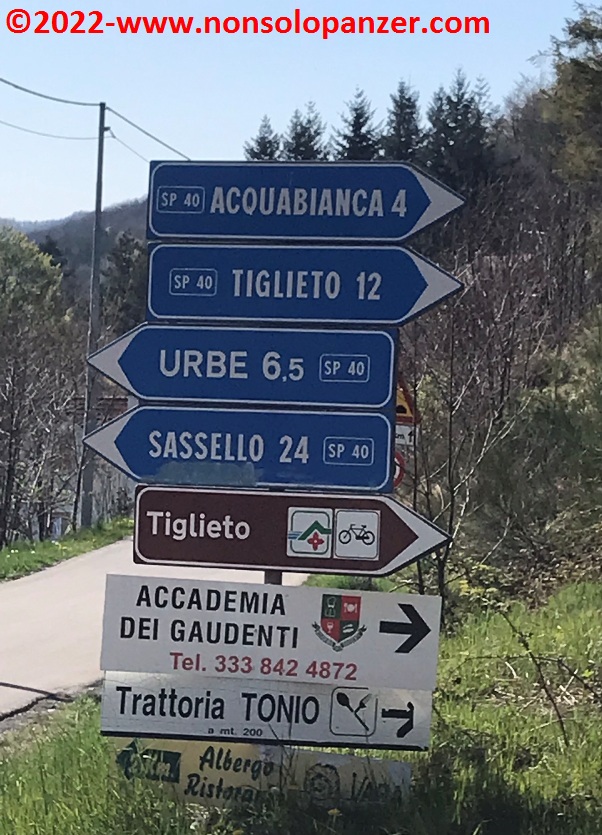 ©2022-www.nonsolopanzer.com
SP 40 ACQUABIANCA 4
SP 40 TIGLIETO 12
URBE 6,5 SP 40
SASSELLO 24 SP 40
Tiglieto
ACCADEMIA
DEI GAUDENTI
Tel. 333 842 4872
Trattoria TONIO
a mt. 200
Albergo
Ristorante